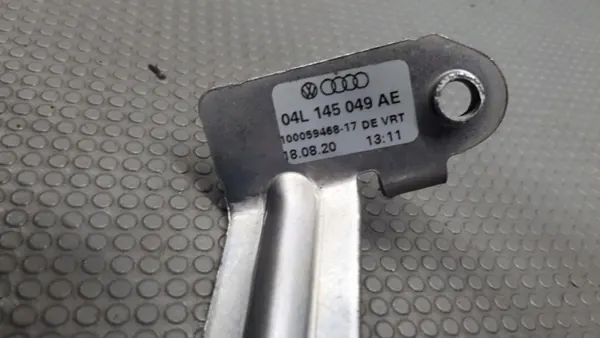 04L 145 049 AE
100059468-17 DE VRT
18.08.20 13:11